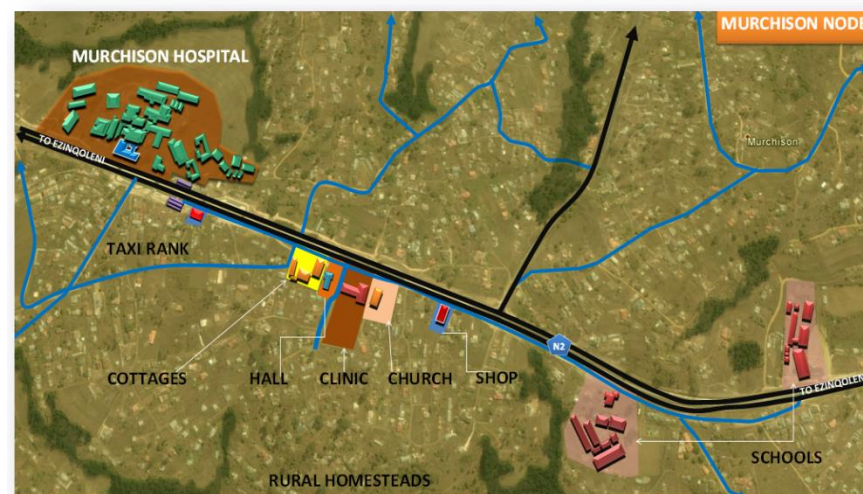 MURCHISON NODE
MURCHISON HOSPITAL
TO EZINQOLENI
Murchison
TAXI RANK
N2
COTTAGES
HALL
CLINIC
CHURCH
SHOP
TO EZINQOLENI
SCHOOLS
RURAL HOMESTEADS